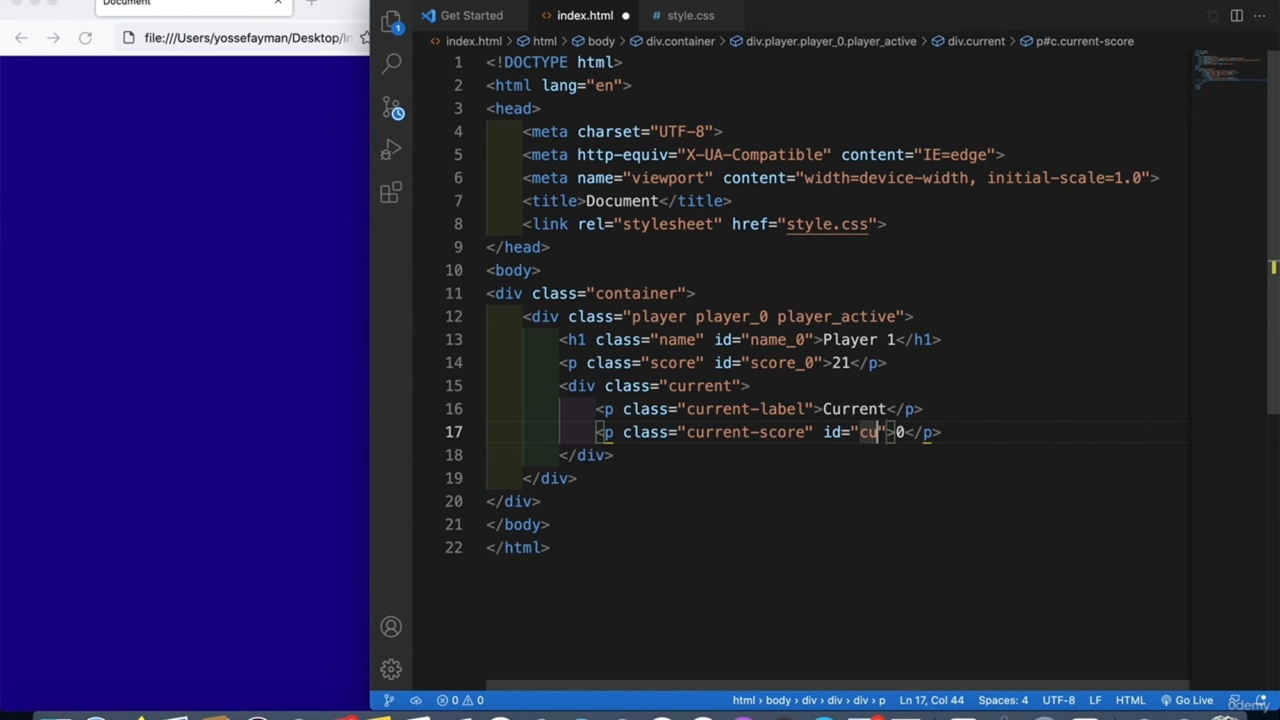 Document
Get Started
index.html
style.css
file:///Users/yossefayman/Desktop/In
index.html > html > body > div.container > div.player.player_0.player_active > div.current > p#c.current-score
1 <!DOCTYPE html>
2 <html lang="en">
3 <head>
4 <meta charset="UTF-8">
5 <meta http-equiv="X-UA-Compatible" content="IE=edge">
6 <meta name="viewport" content="width=device-width, initial-scale=1.0">
7 <title>Document</title>
8 <link rel="stylesheet" href="style.css">
9 </head>
10 <body>
11 <div class="container">
12 <div class="player player_0 player_active">
13 <h1 class="name" id="name_0">Player 1</h1>
14 <p class="score" id="score_0">21</p>
15 <div class="current">
16 <p class="current-label">Current</p>
17 <p class="current-score" id="cu">0</p>
18 </div>
19 </div>
20 </div>
21 </body>
22 </html>
1
0 0 html > body > div > div > div > p Ln 17, Col 44 Spaces: 4 UTF-8 LF HTML Go Live
udemy